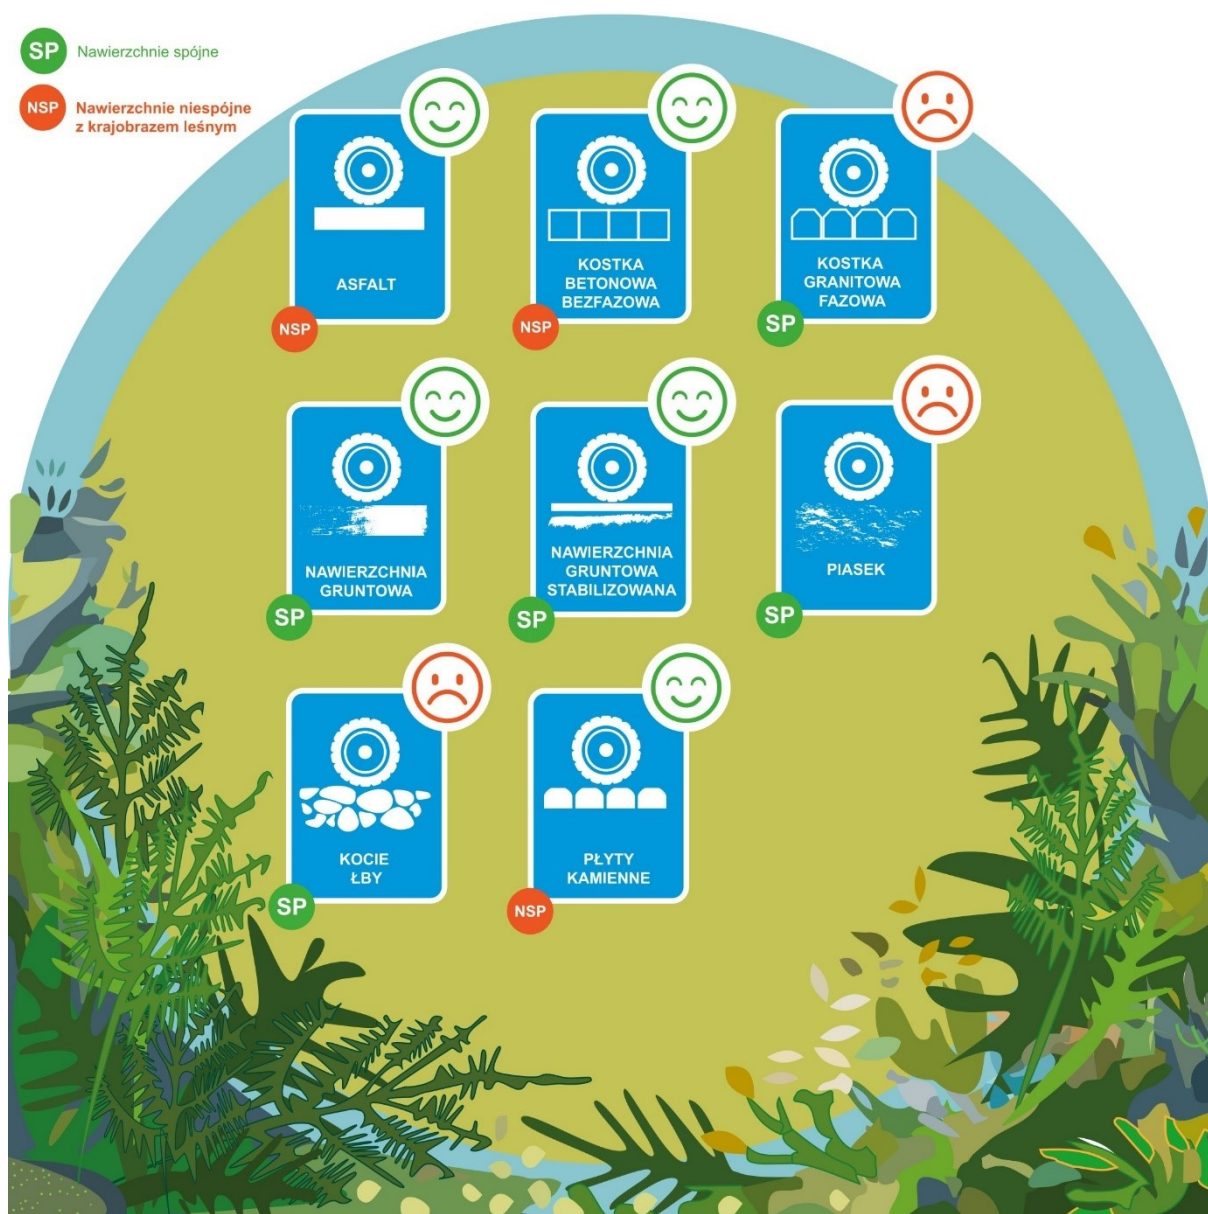 SP Nawierzchnie spójne
NSP Nawierzchnie niespójne
z krajobrazem leśnym
ASFALT
NSP
KOSTKA
BETONOWA
BEZFAZOWA
NSP
KOSTKA
GRANITOWA
FAZOWA
SP
NAWIERZCHNIA
GRUNTOWA
SP
NAWIERZCHNIA
GRUNTOWA
STABILIZOWANA
SP
PIASEK
SP
KOCIE
ŁBY
SP
PŁYTY
KAMIENNE
NSP